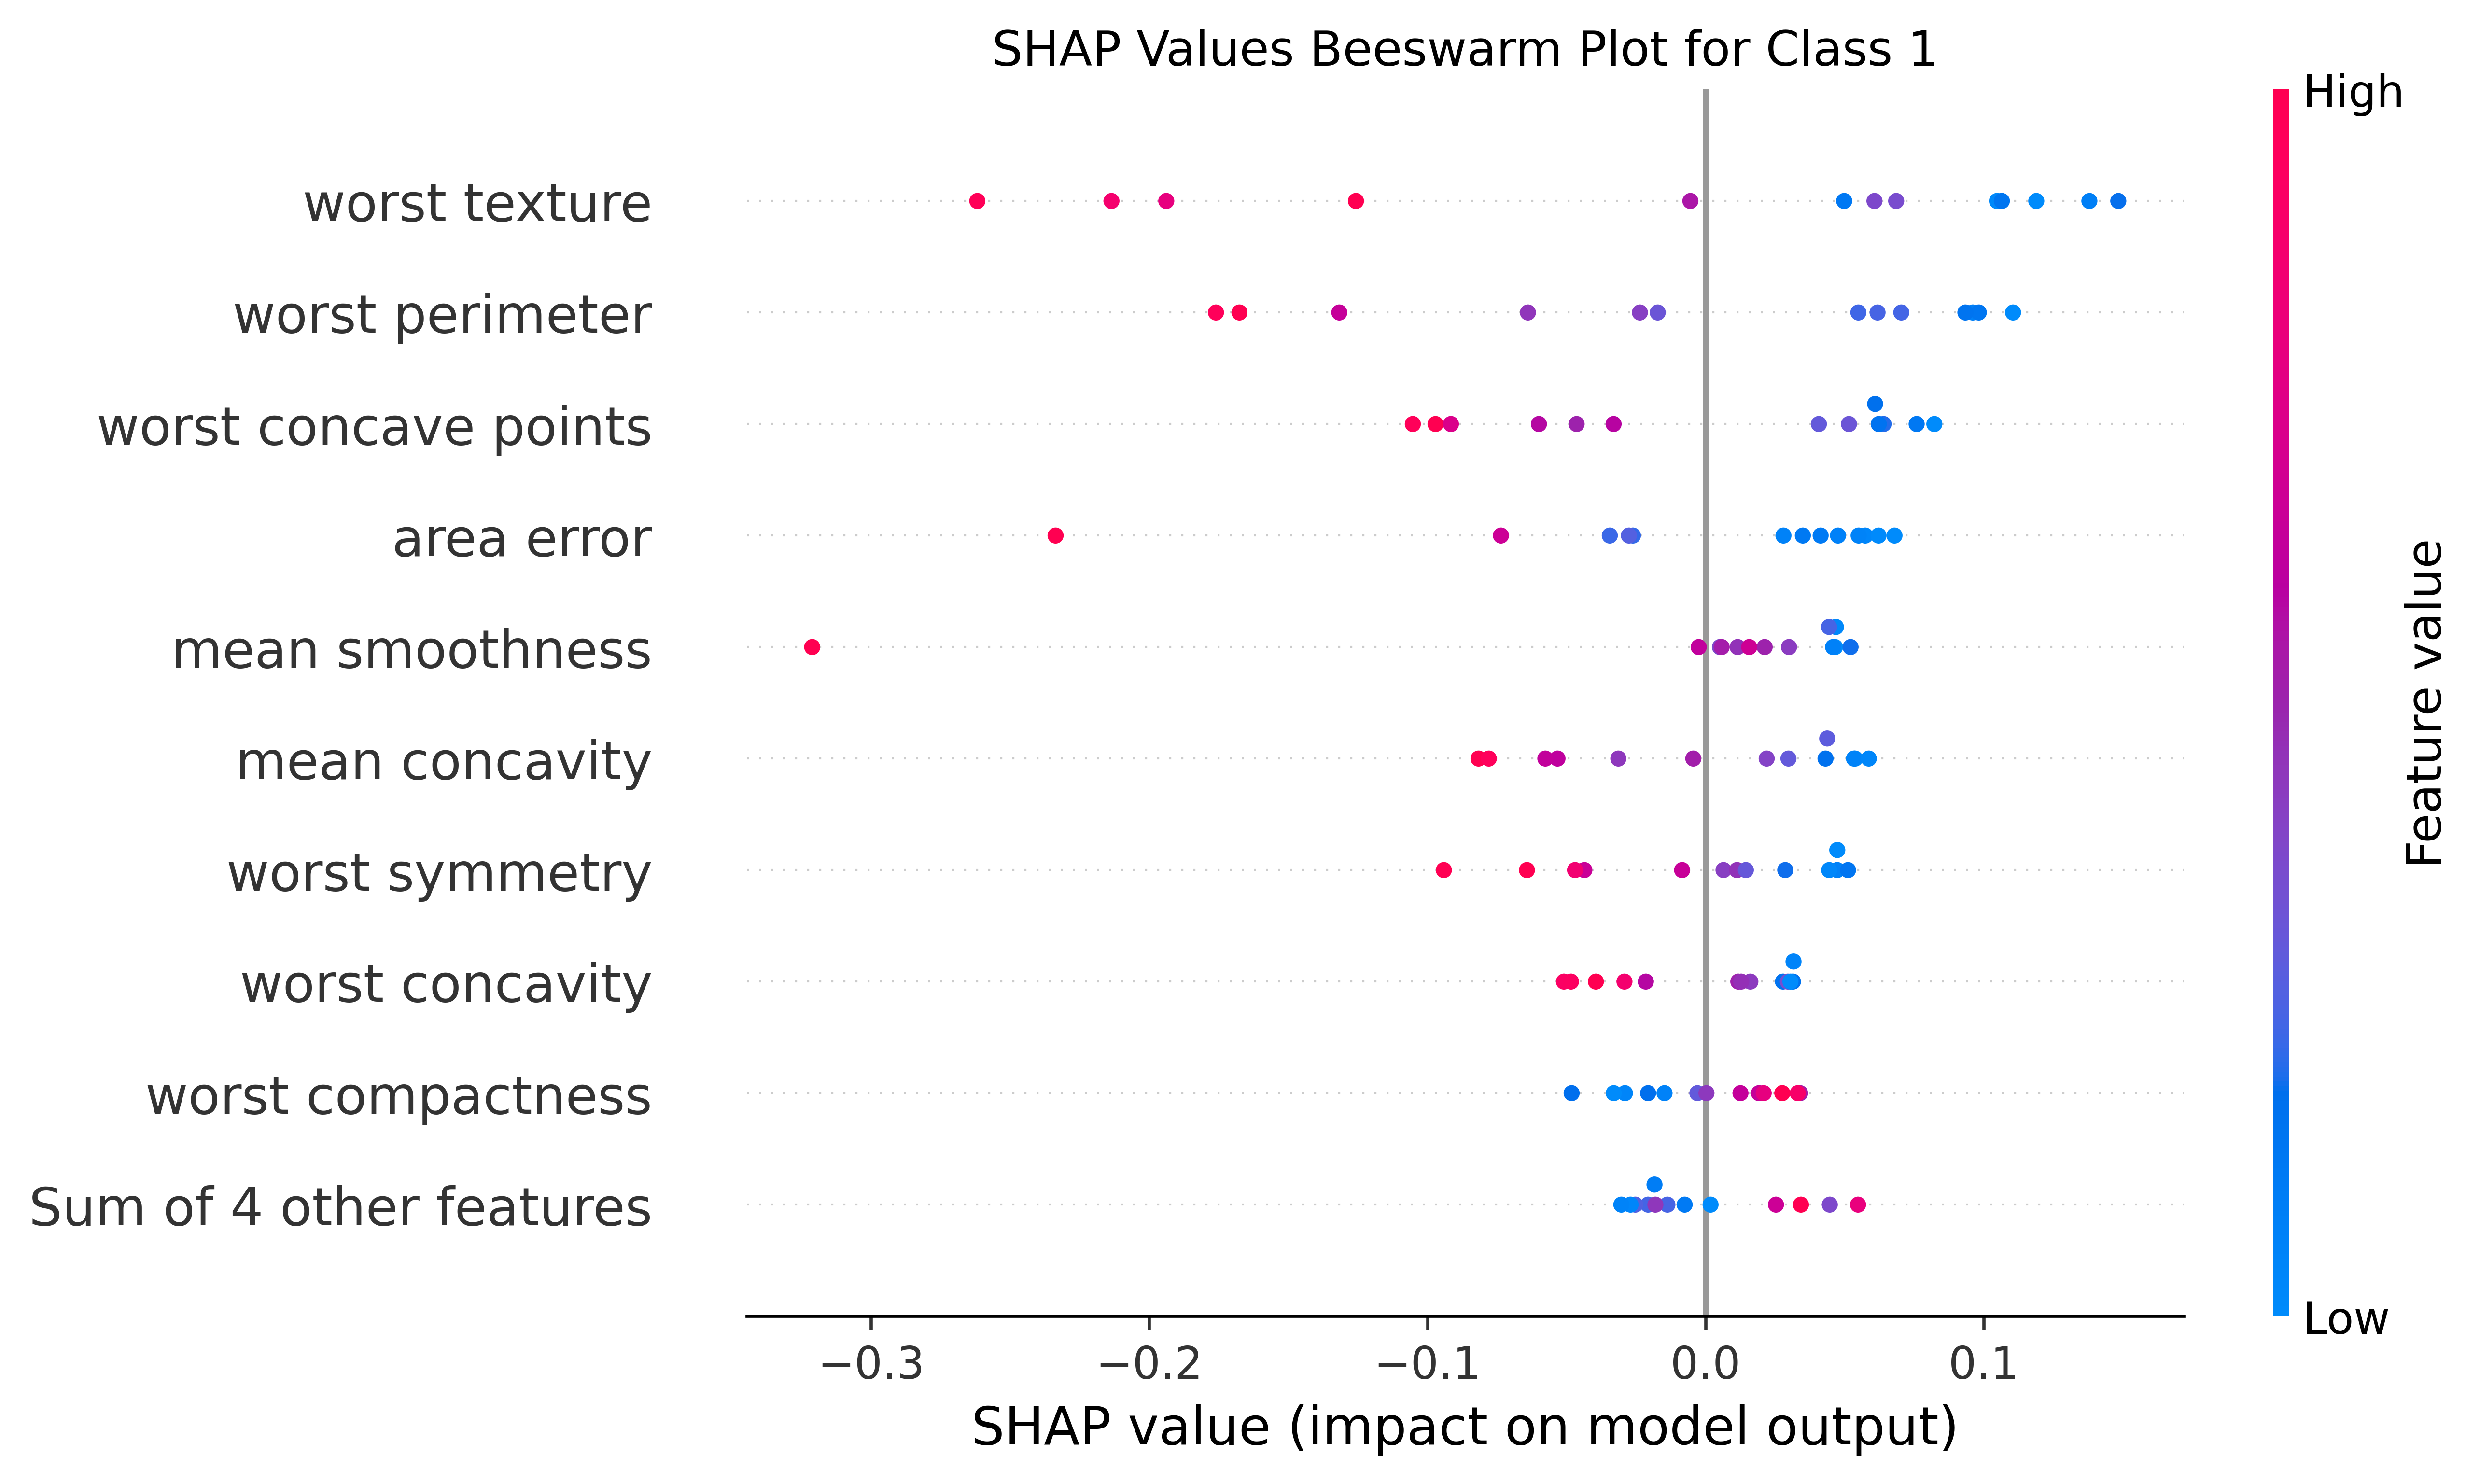 SHAP Values Beeswarm Plot for Class 1
High
worst texture
worst perimeter
worst concave points
area error
mean smoothness
mean concavity
worst symmetry
worst concavity
worst compactness
Sum of 4 other features
Feature value
Low
−0.3 −0.2 −0.1 0.0 0.1
SHAP value (impact on model output)